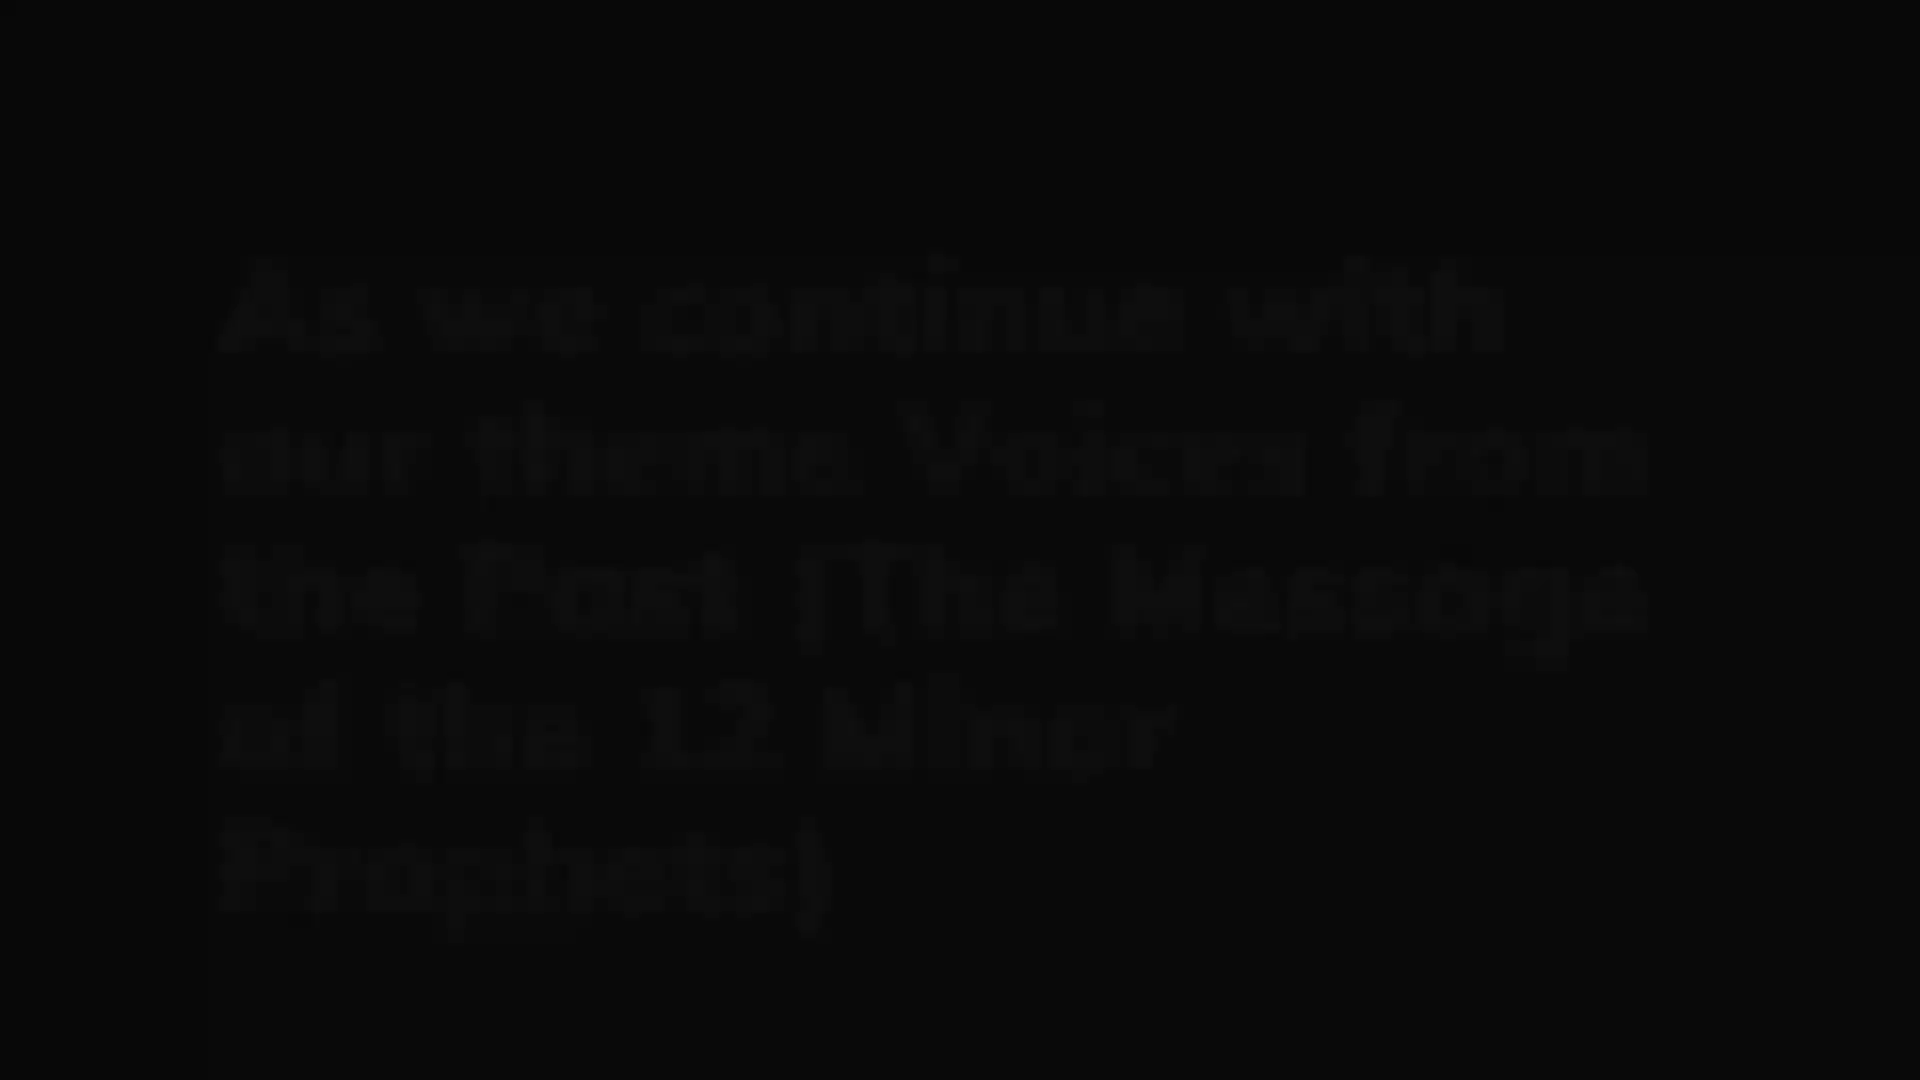 As we continue with
our theme Voices from
the Past (The Message
of the 12 Minor
Prophets)